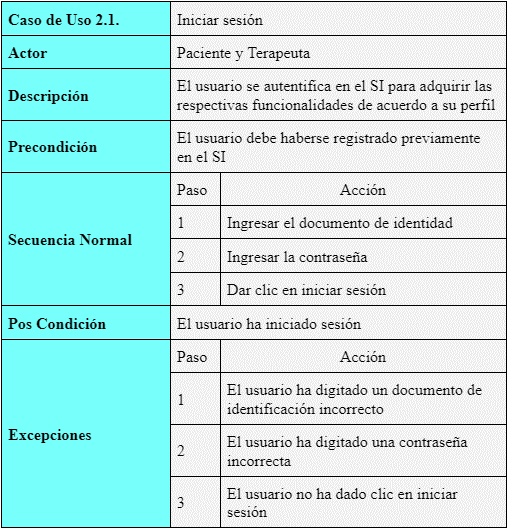 Caso de Uso 2.1. Iniciar sesión
Actor Paciente y Terapeuta
Descripción El usuario se autentifica en el SI para adquirir las
respectivas funcionalidades de acuerdo a su perfil
Precondición El usuario debe haberse registrado previamente
en el SI
Secuencia Normal
Paso Acción
1 Ingresar el documento de identidad
2 Ingresar la contraseña
3 Dar clic en iniciar sesión
Pos Condición El usuario ha iniciado sesión
Excepciones
Paso Acción
1 El usuario ha digitado un documento de
identificación incorrecto
2 El usuario ha digitado una contraseña
incorrecta
3 El usuario no ha dado clic en iniciar
sesión